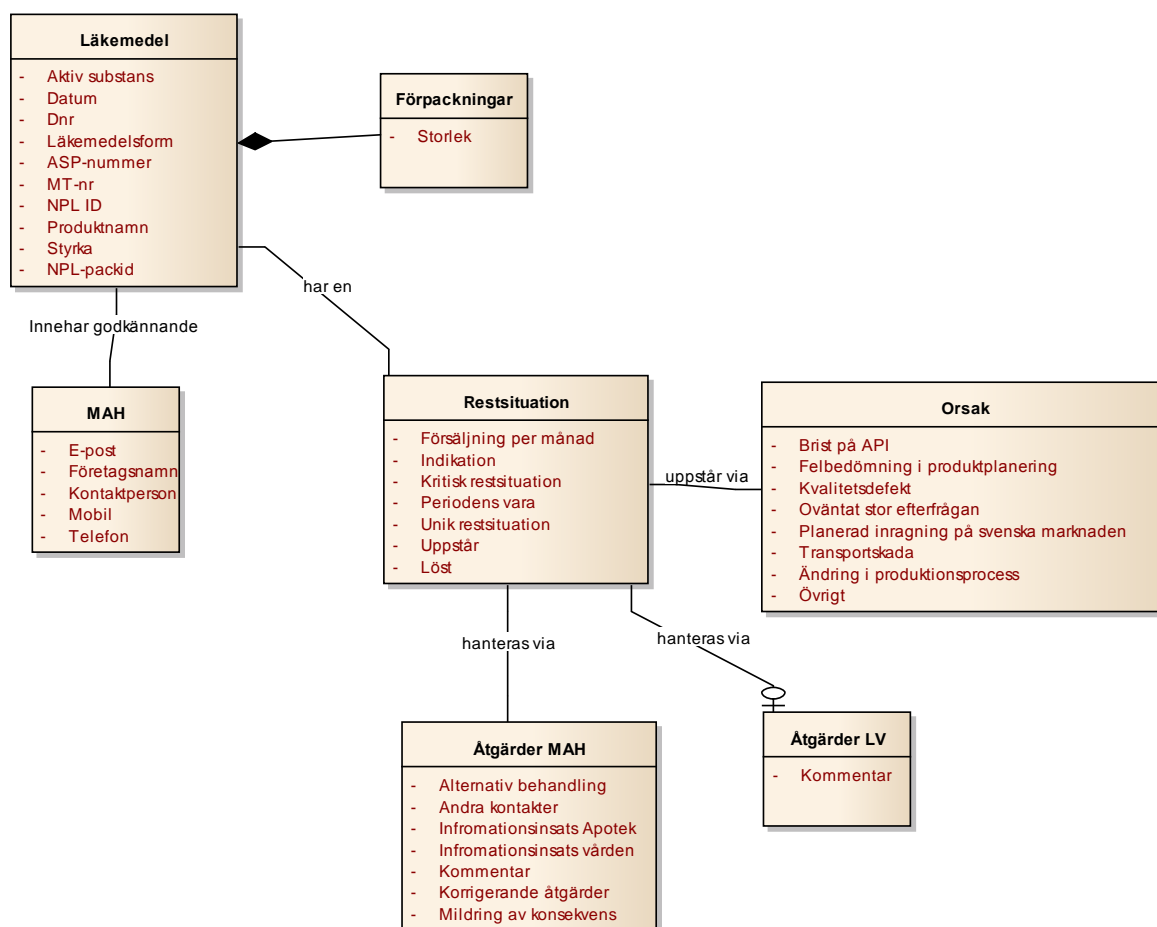 Läkemedel
- Aktiv substans
- Datum
- Dnr
- Läkemedelsform
- ASP-nummer
- MT-nr
- NPL ID
- Produktnamn
- Styrka
- NPL-packid
Förpackningar
- Storlek
har en
Innehar godkännande
MAH
- E-post
- Företagsnamn
- Kontaktperson
- Mobil
- Telefon
Restsituation
- Försäljning per månad
- Indikation
- Kritisk restsituation
- Periodens vara
- Unik restsituation
- Uppstår
- Löst
uppstår via
Orsak
- Brist på API
- Felbedömning i produktplanering
- Kvalitetsdefekt
- Oväntat stor efterfrågan
- Planerad inragning på svenska marknaden
- Transportskada
- Ändring i produktionsprocess
- Övrigt
hanteras via
hanteras via
Åtgärder MAH
- Alternativ behandling
- Andra kontakter
- Infromationsinsats Apotek
- Infromationsinsats vården
- Kommentar
- Korrigerande åtgärder
- Mildring av konsekvens
Åtgärder LV
- Kommentar